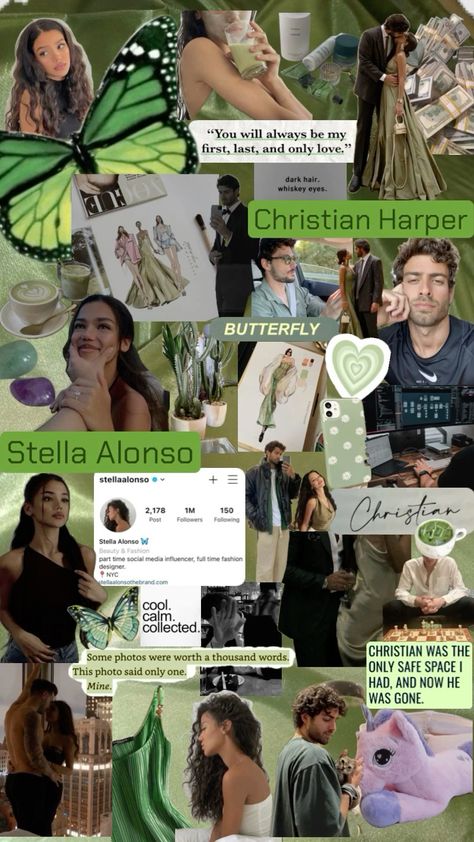 “You will always be my
first, last, and only love.”
dark hair.
whiskey eyes.
Christian Harper
VOGUE
BUTTERFLY
Stella Alonso
stellaalonso
2,178
1M
150
Post
Followers
Following
Stella Alonso
Beauty & Fashion
part time social media influencer, full time fashion
designer.
NYC
stellaalonsothebrand.com
Christian
cool.
calm.
collected.
Some photos were worth a thousand words.
This photo said only one.
Mine.
CHRISTIAN WAS THE
ONLY SAFE SPACE I
HAD, AND NOW HE
WAS GONE.